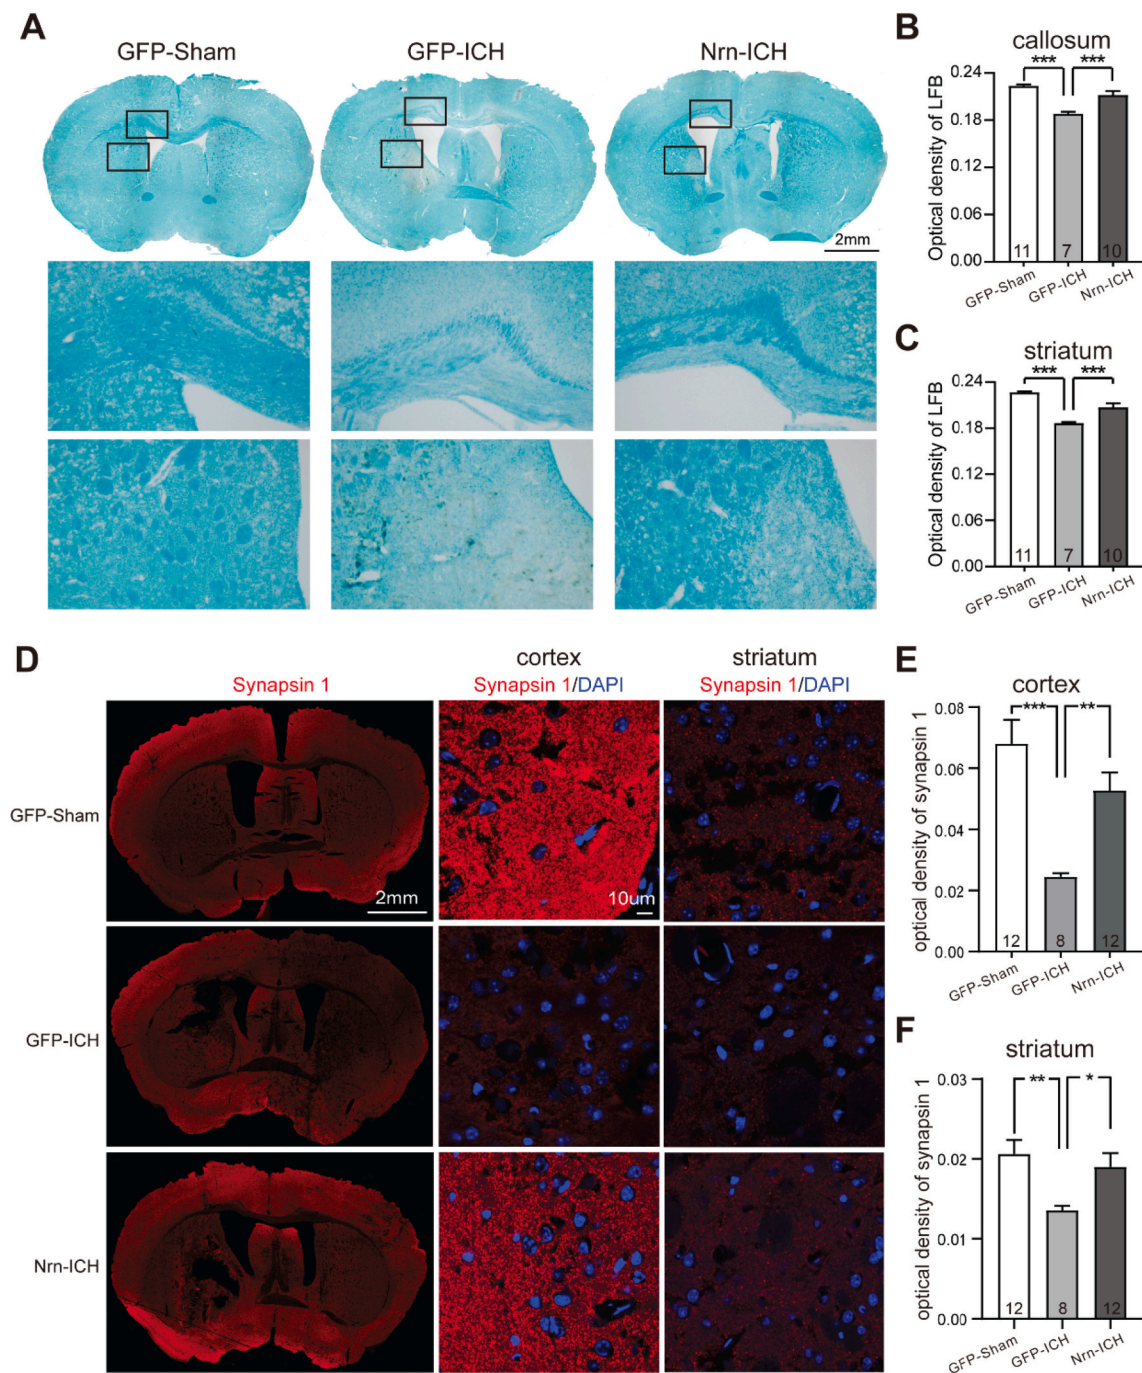 A
GFP-Sham
GFP-ICH
Nrn-ICH
2mm
B
callosum
*** ***
Optical density of LFB
0.24
0.18
0.12
0.06
0.00
11
7
10
GFP-Sham
GFP-ICH
Nrn-ICH
C
striatum
*** ***
Optical density of LFB
0.24
0.18
0.12
0.06
0.00
11
7
10
GFP-Sham
GFP-ICH
Nrn-ICH
D
cortex
striatum
Synapsin 1
Synapsin 1/DAPI
Synapsin 1/DAPI
GFP-Sham
2mm
10um
GFP-ICH
Nrn-ICH
E
cortex
*** **
optical density of synapsin 1
0.08
0.06
0.04
0.02
0.00
12
8
12
GFP-Sham
GFP-ICH
Nrn-ICH
F
striatum
** *
optical density of synapsin 1
0.03
0.02
0.01
0.00
12
8
12
GFP-Sham
GFP-ICH
Nrn-ICH